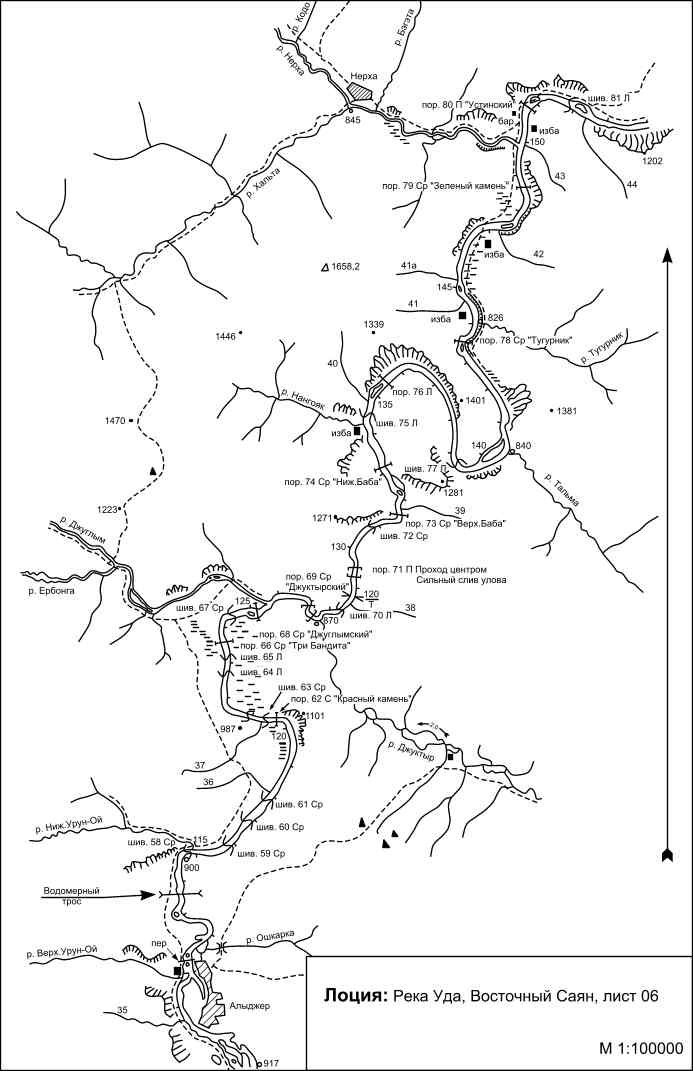 р. Кодо
р. Багата
р. Нерха
Нерха
845
пор. 80 П "Устинский"
шив. 81 Л
бар.
изба
150
1202
р. Хальта
43
44
пор. 79 Ср "Зеленый камень"
изба
42
1658,2
41а
145
41
изба
826
1446
1339
пор. 78 Ср "Тугурник"
р. Тугурник
40
р. Нангояк
135
пор. 76 Л
1401
1381
1470
шив. 75 Л
изба
140
840
шив. 77 Л
пор. 74 Ср "Ниж.Баба"
1281
р. Тальма
1223
39
1271
пор. 73 Ср "Верх.Баба"
р. Джуглым
шив. 72 Ср
130
р. Ербонга
пор. 69 Ср
"Джуктырский"
пор. 71 П Проход центром
Сильный слив улова
шив. 67 Ср
125
120
Т
38
870
шив. 70 Л
пор. 68 Ср "Джуглымский"
пор. 66 Ср "Три Бандита"
шив. 65 Л
шив. 64 Л
шив. 63 Ср
пор. 62 С "Красный камень"
1101
987
120
2,0
р. Джуктыр
37
36
шив. 61 Ср
р. Ниж.Урун-Ой
шив. 60 Ср
шив. 58 Ср
115
шив. 59 Ср
900
Водомерный
трос
р. Ошкарка
р. Верх.Урун-Ой
пер.
35
Алыджер
917
Лоция: Река Уда, Восточный Саян, лист 06
М 1:100000